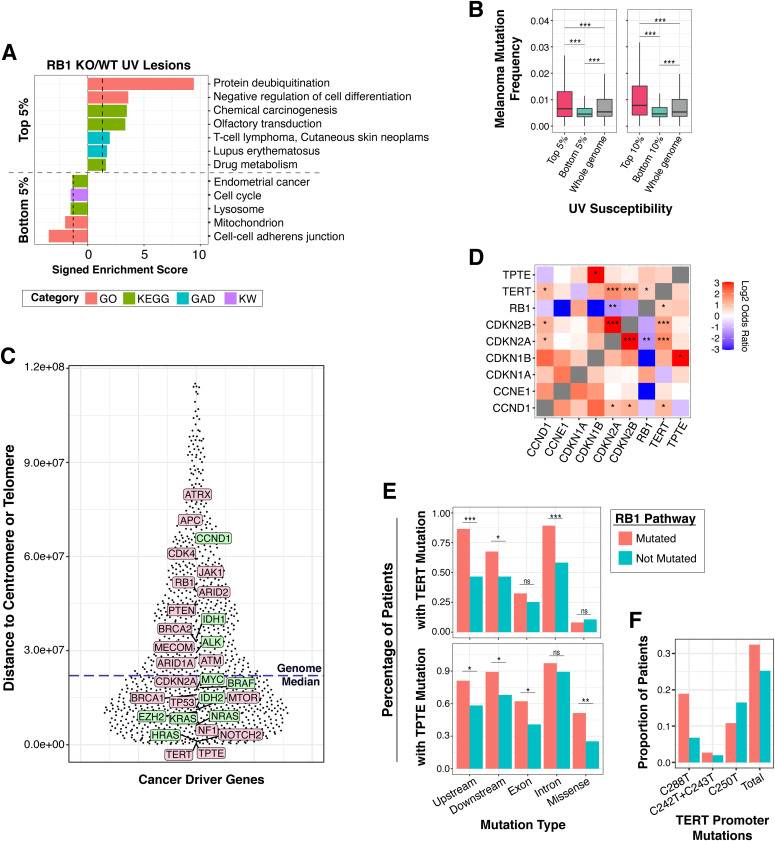 A
RB1 KO/WT UV Lesions
Top 5%
Bottom 5%
Protein deubiquitination
Negative regulation of cell differentiation
Chemical carcinogenesis
Olfactory transduction
T-cell lymphoma, Cutaneous skin neoplams
Lupus erythematosus
Drug metabolism
Endometrial cancer
Cell cycle
Lysosome
Mitochondrion
Cell-cell adherens junction
0 5 10
Signed Enrichment Score
Category GO KEGG GAD KW
B
Melanoma Mutation
Frequency
0.04
0.03
0.02
0.01
0.00
*** *** ***
*** *** ***
Top 5% Bottom 5% Whole genome
Top 10% Bottom 10% Whole genome
UV Susceptibility
C
Distance to Centromere or Telomere
1.2e+08
9.0e+07
6.0e+07
3.0e+07
0.0e+00
ATRX
APC
CCND1
CDK4
JAK1
RB1
ARID2
PTEN
IDH1
BRCA2
ALK
MECOM
ATM
ARID1A
Genome
Median
CDKN2A MYC BRAF
BRCA1 TP53 IDH2 MTOR
EZH2 KRAS NRAS
HRAS NF1 NOTCH2
TERT TPTE
Cancer Driver Genes
D
TPTE *
TERT * *** *** *
RB1 ** *
CDKN2B * *** ***
CDKN2A * *** ** ***
CDKN1B *
CDKN1A
CCNE1
CCND1 * * *
CCND1 CCNE1 CDKN1A CDKN1B CDKN2A CDKN2B RB1 TERT TPTE
3
2
1
0
-1
-2
-3
Log2 Odds Ratio
E
Percentage of Patients
with TERT Mutation
1.00
0.75
0.50
0.25
0.00
*** * ns *** ns
with TPTE Mutation
0.9
0.6
0.3
0.0
* * * ns **
Upstream Downstream Exon Intron Missense
Mutation Type
RB1 Pathway
Mutated
Not Mutated
F
Proportion of Patients
0.3
0.2
0.1
0.0
C288T C242T+C243T C250T Total
TERT Promoter
Mutations